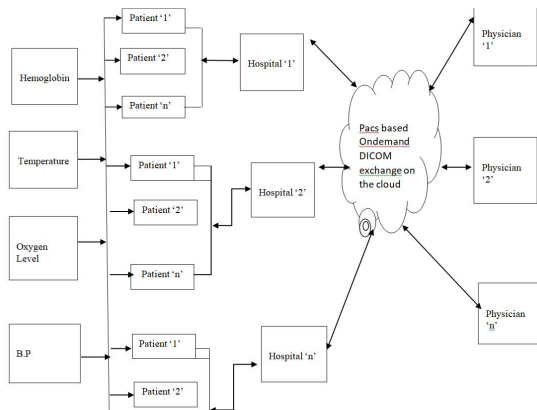 Hemoglobin
Temperature
Oxygen
Level
B.P
Patient ‘1’
Patient ‘2’
Patient ‘n’
Patient ‘1’
Patient ‘2’
Patient ‘n’
Patient ‘1’
Patient ‘2’
Hospital ‘1’
Hospital ‘2’
Hospital ‘n’
Pacs based
Ondemand
DICOM
exchange on
the cloud
Physician
‘1’
Physician
‘2’
Physician
‘n’